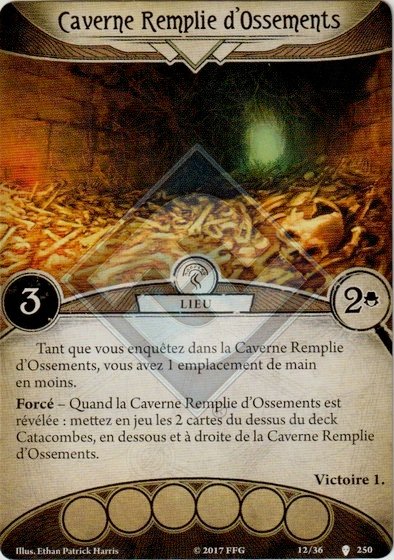 Caverne Remplie d'Ossements
3
LIEU
2
Tant que vous enquêtez dans la Caverne Remplie
d'Ossements, vous avez 1 emplacement de main
en moins.
Forcé – Quand la Caverne Remplie d'Ossements est
révélée : mettez en jeu les 2 cartes du dessus du deck
Catacombes, en dessous et à droite de la Caverne Remplie
d'Ossements.
Victoire 1.
Illus. Ethan Patrick Harris © 2017 FFG 12/36 250